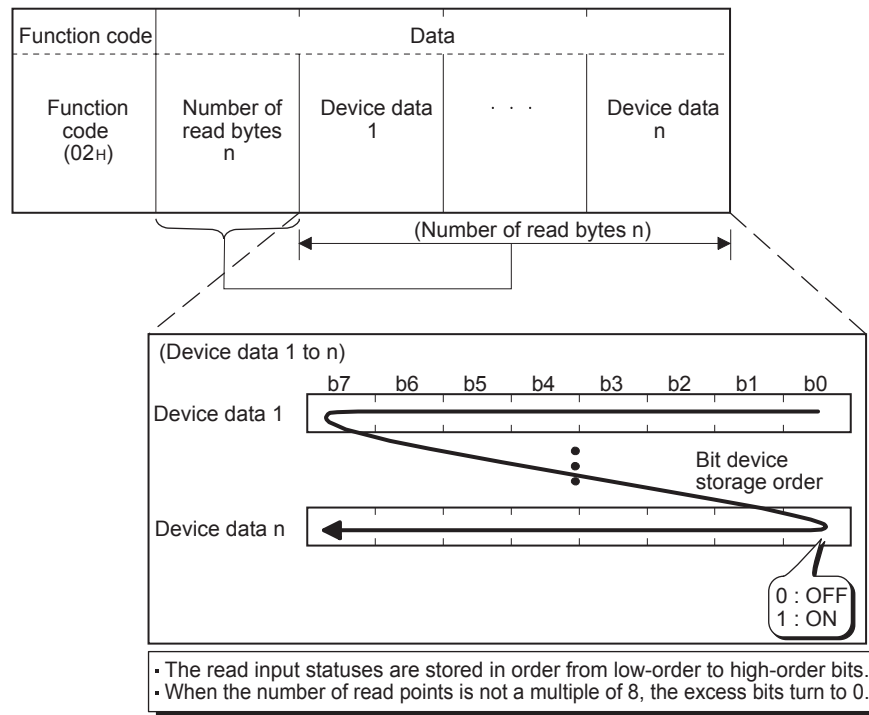 Function code Data
Function code (02H)
Number of read bytes n
Device data 1
· · ·
Device data n
(Number of read bytes n)
(Device data 1 to n)
b7 b6 b5 b4 b3 b2 b1 b0
Device data 1
Bit device storage order
Device data n
0 : OFF
1 : ON
- The read input statuses are stored in order from low-order to high-order bits.
- When the number of read points is not a multiple of 8, the excess bits turn to 0.